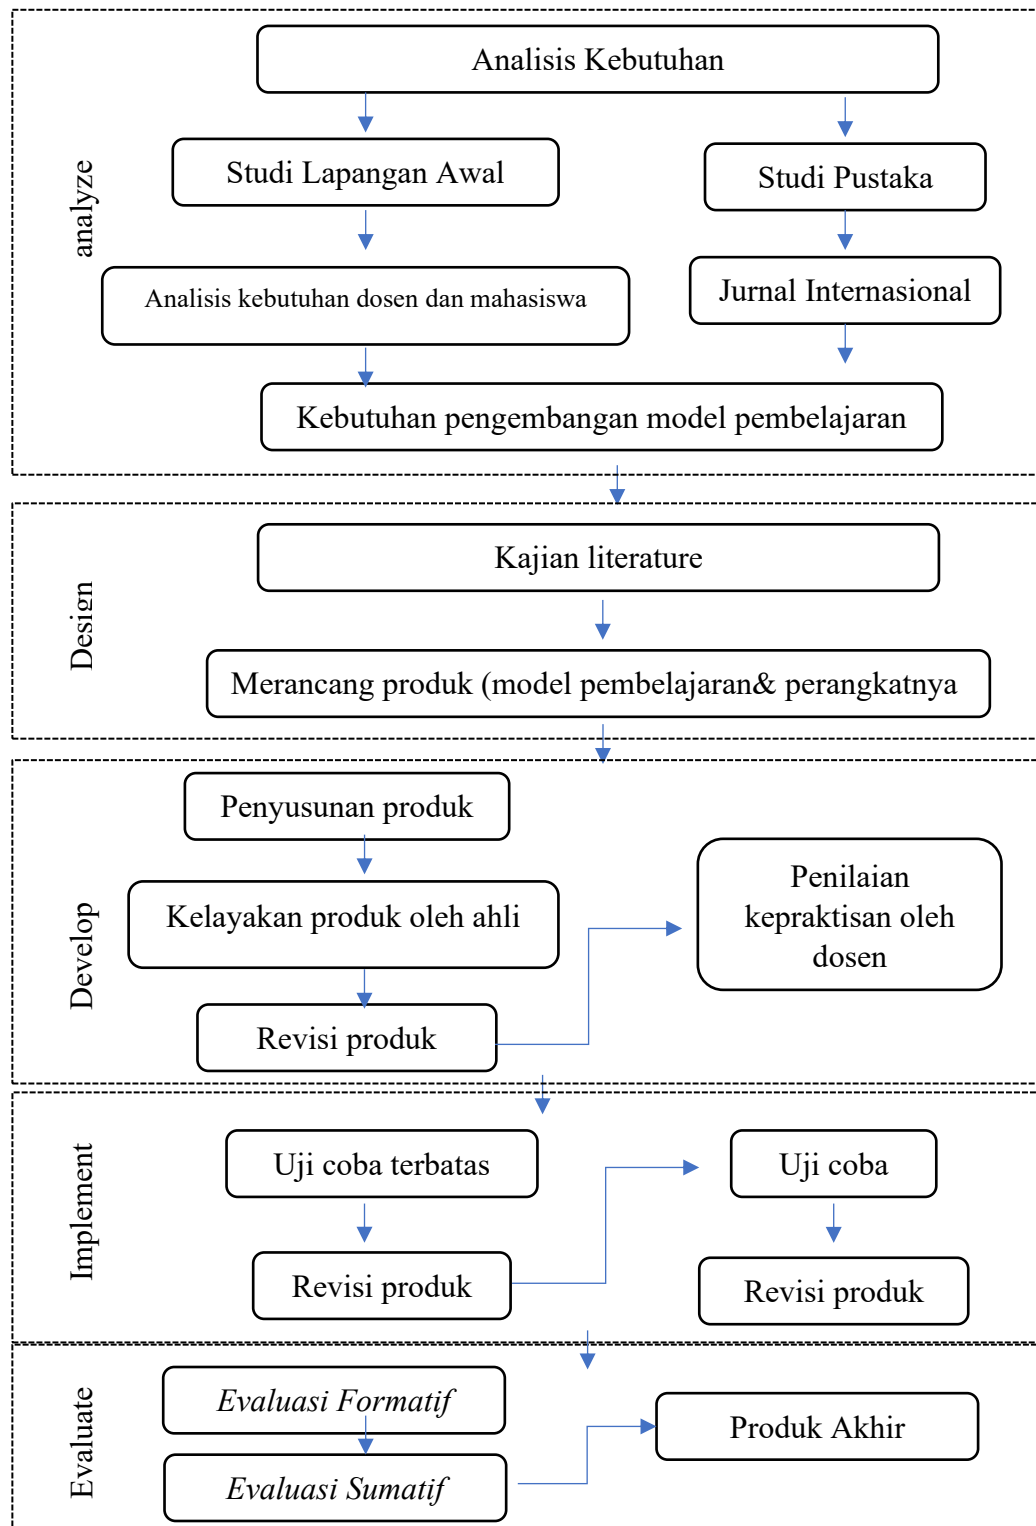 analyze
Analisis Kebutuhan
Studi Lapangan Awal
Studi Pustaka
Analisis kebutuhan dosen dan mahasiswa
Jurnal Internasional
Kebutuhan pengembangan model pembelajaran
Design
Kajian literature
Merancang produk (model pembelajaran& perangkatnya
Develop
Penyusunan produk
Kelayakan produk oleh ahli
Revisi produk
Penilaian
kepraktisan oleh
dosen
Implement
Uji coba terbatas
Uji coba
Revisi produk
Revisi produk
Evaluate
Evaluasi Formatif
Evaluasi Sumatif
Produk Akhir